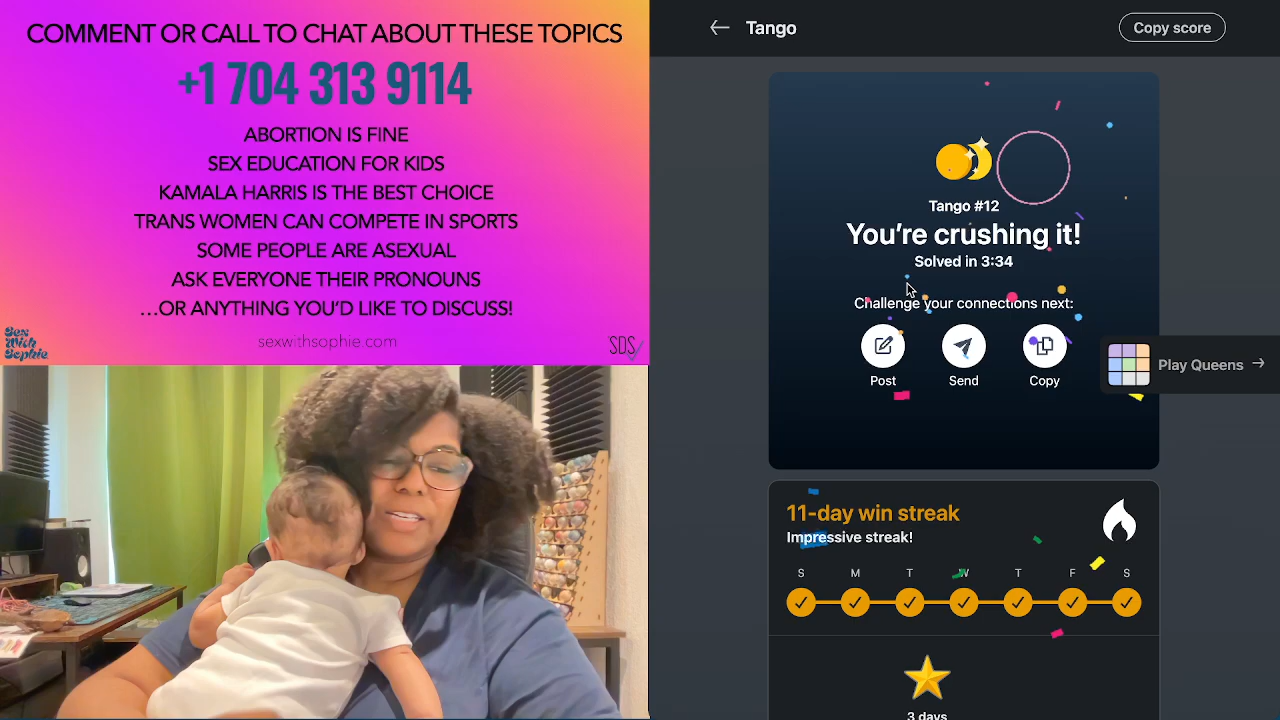 COMMENT OR CALL TO CHAT ABOUT THESE TOPICS
+1 704 313 9114
ABORTION IS FINE
SEX EDUCATION FOR KIDS
KAMALA HARRIS IS THE BEST CHOICE
TRANS WOMEN CAN COMPETE IN SPORTS
SOME PEOPLE ARE ASEXUAL
ASK EVERYONE THEIR PRONOUNS
...OR ANYTHING YOU'D LIKE TO DISCUSS!
sexwithsophie.com
Sex
With
Sophie
SDS
Tango
Copy score
Tango #12
You're crushing it!
Solved in 3:34
Challenge your connections next:
Post Send Copy
Play Queens
11-day win streak
Impressive streak!
S M T W T F S
3 days